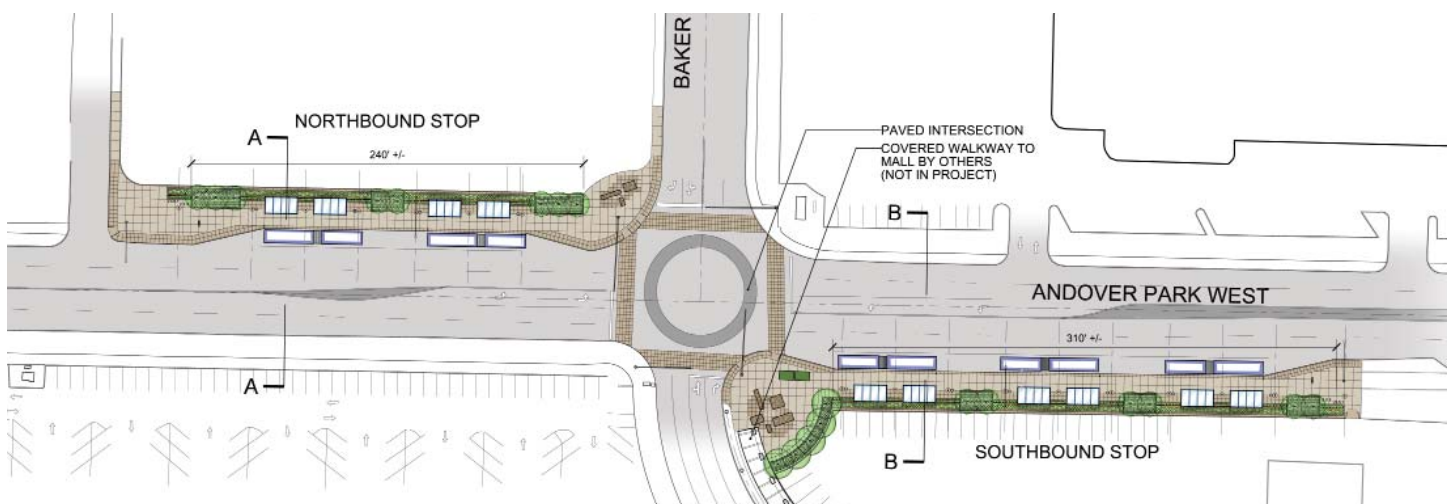 BAKER
NORTHBOUND STOP
A
240' +/-
PAVED INTERSECTION
COVERED WALKWAY TO
MALL BY OTHERS
(NOT IN PROJECT)
B
ANDOVER PARK WEST
310' +/-
A
SOUTHBOUND STOP
B